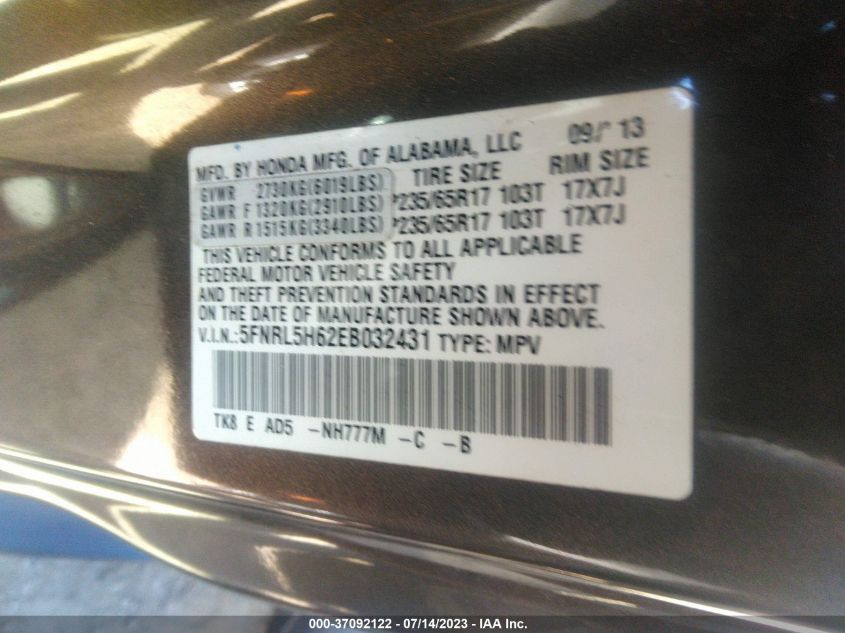 MFD. BY HONDA MFG. OF ALABAMA, LLC 09/ 13
GVWR 2730KG(6019LBS) TIRE SIZE RIM SIZE
GAWR F 1320KG(2910LBS) P235/65R17 103T 17X7J
GAWR R 1515KG(3340LBS) P235/65R17 103T 17X7J
THIS VEHICLE CONFORMS TO ALL APPLICABLE
FEDERAL MOTOR VEHICLE SAFETY
AND THEFT PREVENTION STANDARDS IN EFFECT
ON THE DATE OF MANUFACTURE SHOWN ABOVE.
V.I.N.:5FNRL5H62EB032431 TYPE: MPV
TK8 E AD5 -NH777M -C -B
000-37092122 - 07/14/2023 - IAA Inc.